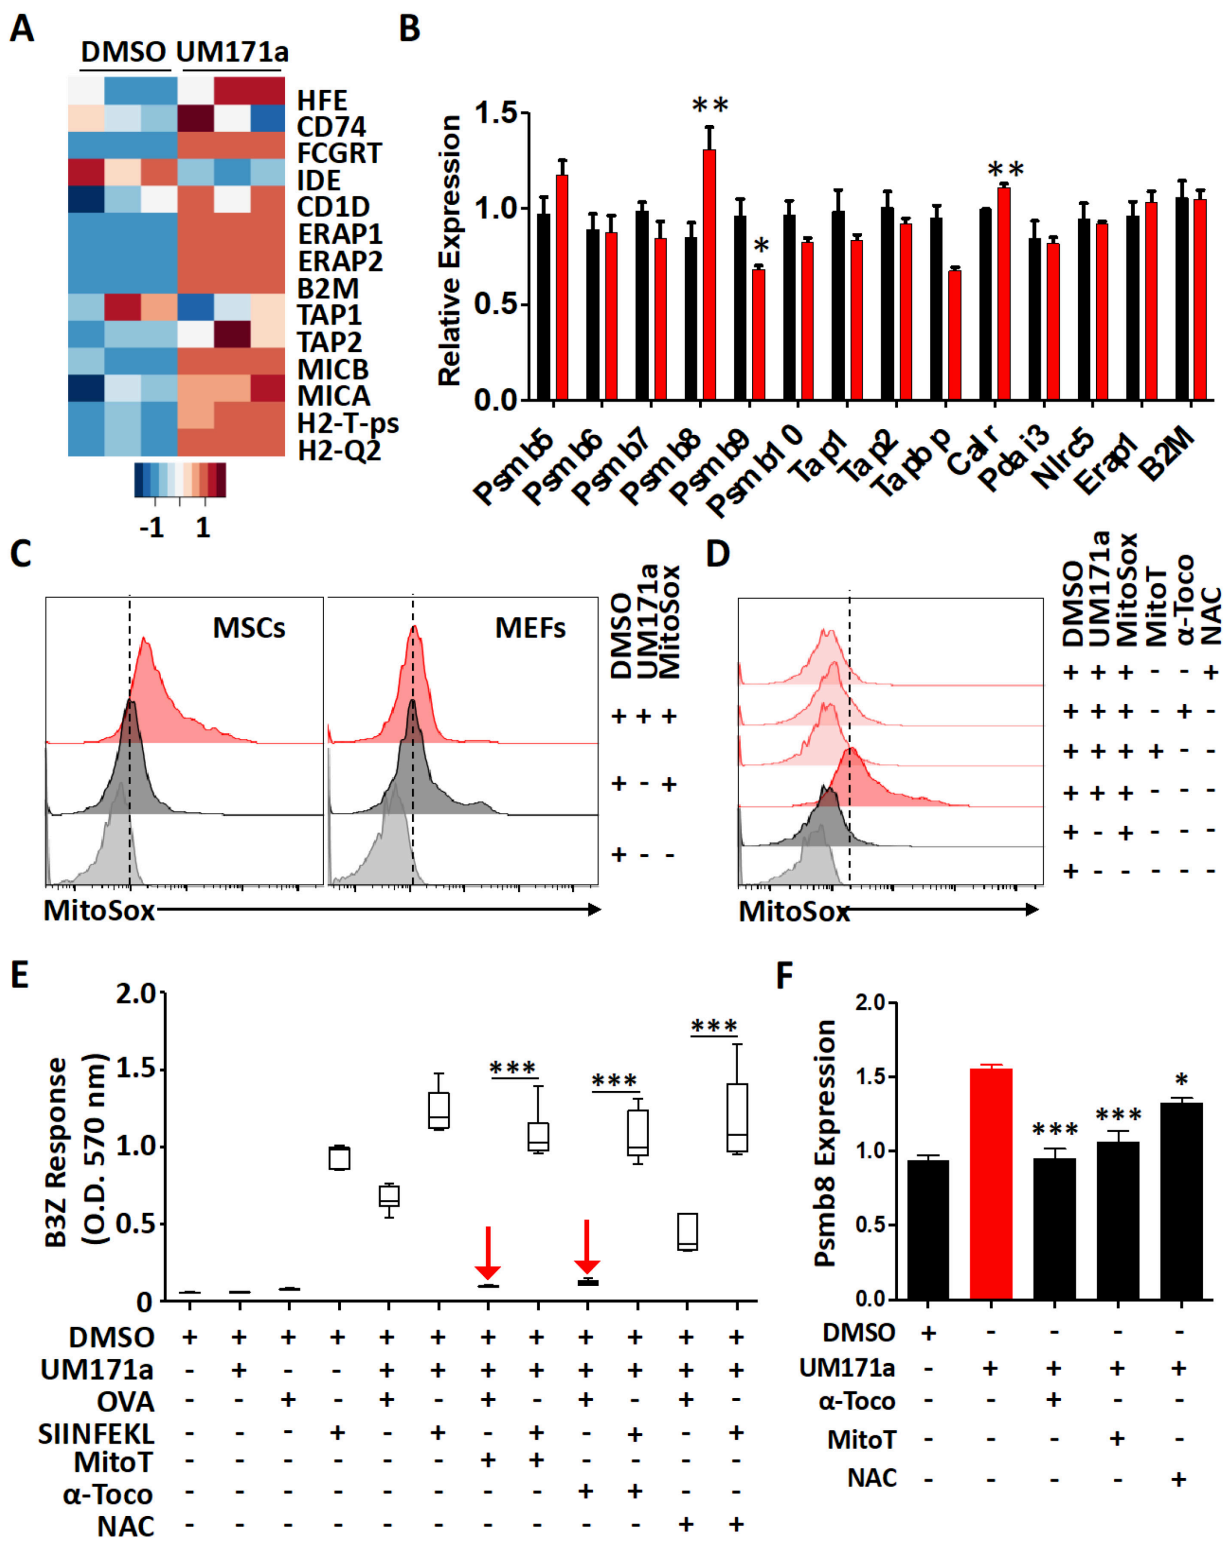 A
DMSO UM171a
HFE
CD74
FCGRT
IDE
CD1D
ERAP1
ERAP2
B2M
TAP1
TAP2
MICB
MICA
H2-T-ps
H2-Q2
-1 1
B
Relative Expression
1.5
1.0
0.5
0.0
**
*
**
Psmb5
Psmb6
Psmb7
Psmb8
Psmb9
Psmb10
Tap1
Tap2
Tapbp
Calr
Pdai3
Nlrc5
Erap1
B2M
C
MSCs
MEFs
DMSO
UM171a
MitoSox
+ + +
+ - +
+ - -
MitoSox
D
DMSO
UM171a
MitoSox
MitoT
α-Toco
NAC
+ + + - - +
+ + + - + -
+ + + + - -
+ + + - - -
+ - + - - -
+ - - - - -
MitoSox
E
B3Z Response
(O.D. 570 nm)
2.0
1.5
1.0
0.5
0
***
***
***
DMSO + + + + + + + + + + + +
UM171a - + - - + + + + + + + +
OVA - - + - + - + - + - + -
SIINFEKL - - - + - + - + - + - +
MitoT - - - - - - + + - - - -
α-Toco - - - - - - - - + + - -
NAC - - - - - - - - - - + +
F
Psmb8 Expression
2.0
1.5
1.0
0.5
0.0
***
***
*
DMSO + - - - -
UM171a - + + + +
α-Toco - - + - -
MitoT - - - + -
NAC - - - - +